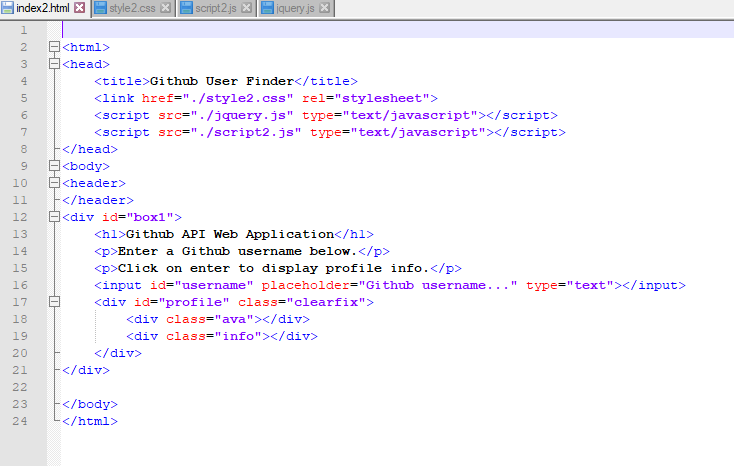 index2.html style2.css script2.js jquery.js
1
2 <html>
3 <head>
4 <title>Github User Finder</title>
5 <link href="./style2.css" rel="stylesheet">
6 <script src="./jquery.js" type="text/javascript"></script>
7 <script src="./script2.js" type="text/javascript"></script>
8 </head>
9 <body>
10 <header>
11 </header>
12 <div id="box1">
13 <h1>Github API Web Application</h1>
14 <p>Enter a Github username below.</p>
15 <p>Click on enter to display profile info.</p>
16 <input id="username" placeholder="Github username..." type="text"></input>
17 <div id="profile" class="clearfix">
18 <div class="ava"></div>
19 <div class="info"></div>
20 </div>
21 </div>
22
23 </body>
24 </html>